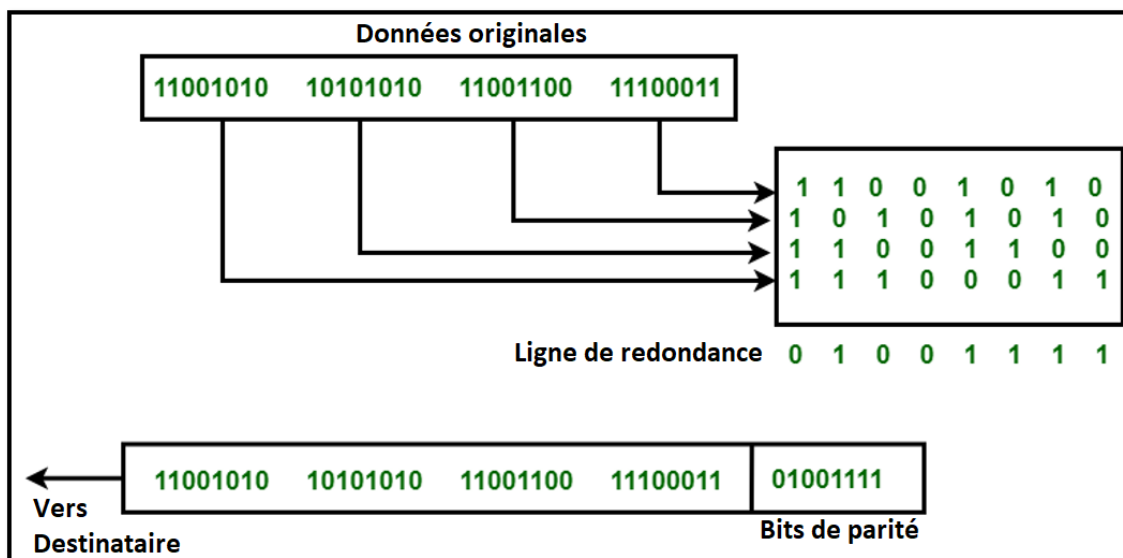 Données originales
11001010 10101010 11001100 11100011
1 1 0 0 1 0 1 0
1 0 1 0 1 0 1 0
1 1 0 0 1 1 0 0
1 1 1 0 0 0 1 1
Ligne de redondance 0 1 0 0 1 1 1 1
11001010 10101010 11001100 11100011 01001111
Vers
Destinataire
Bits de parité